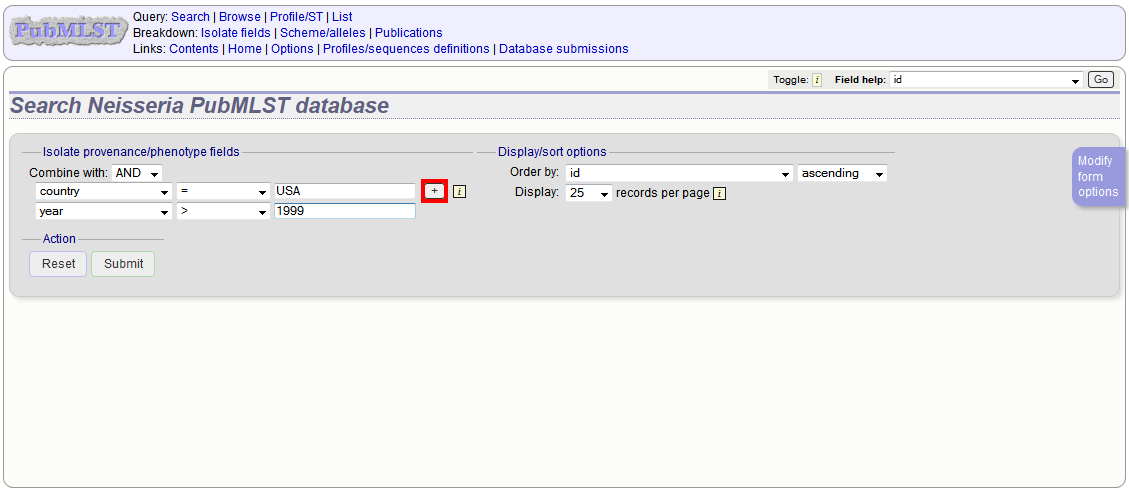 PubMLST
Query: Search | Browse | Profile/ST | List
Breakdown: Isolate fields | Scheme/alleles | Publications
Links: Contents | Home | Options | Profiles/sequences definitions | Database submissions
Toggle: i Field help: id Go
Search Neisseria PubMLST database
Isolate provenance/phenotype fields
Combine with: AND
country = USA + i
year > 1999
Display/sort options
Order by: id ascending
Display: 25 records per page i
Modify
form
options
Action
Reset Submit